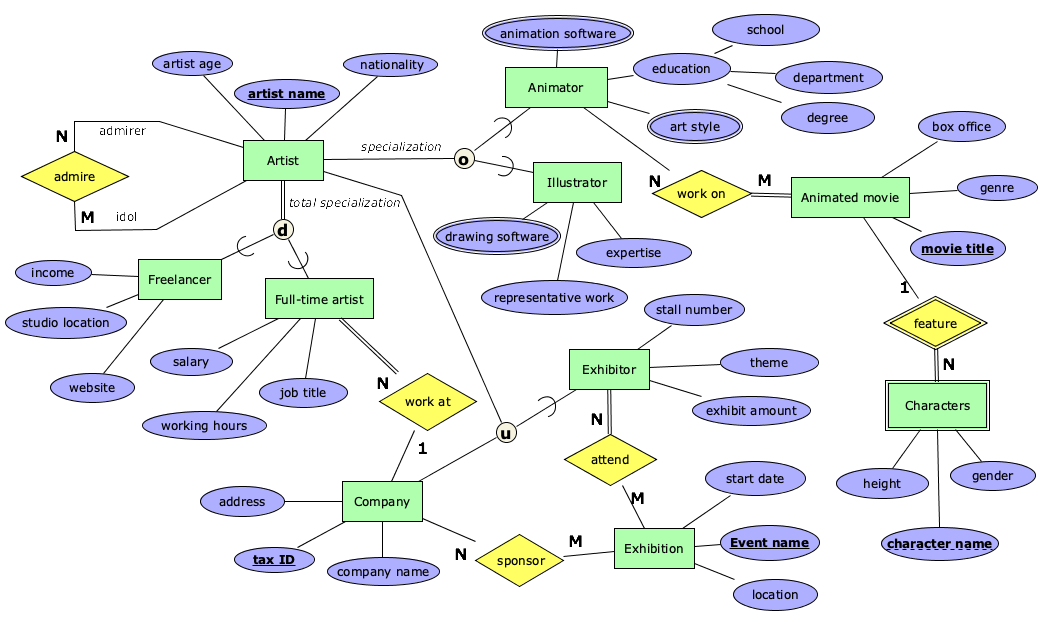 school
animation software
artist age
nationality
education
department
Animator
artist name
degree
art style
box office
N
admirer
specialization
o
Artist
admire
Illustrator
N
work on
M
Animated movie
genre
M
idol
total specialization
d
drawing software
expertise
movie title
income
Freelancer
Full-time artist
representative work
1
studio location
stall number
feature
salary
Exhibitor
theme
N
website
job title
N
work at
exhibit amount
Characters
working hours
N
u
1
attend
start date
height
gender
M
address
Company
tax ID
company name
N
sponsor
M
Exhibition
Event name
character name
location